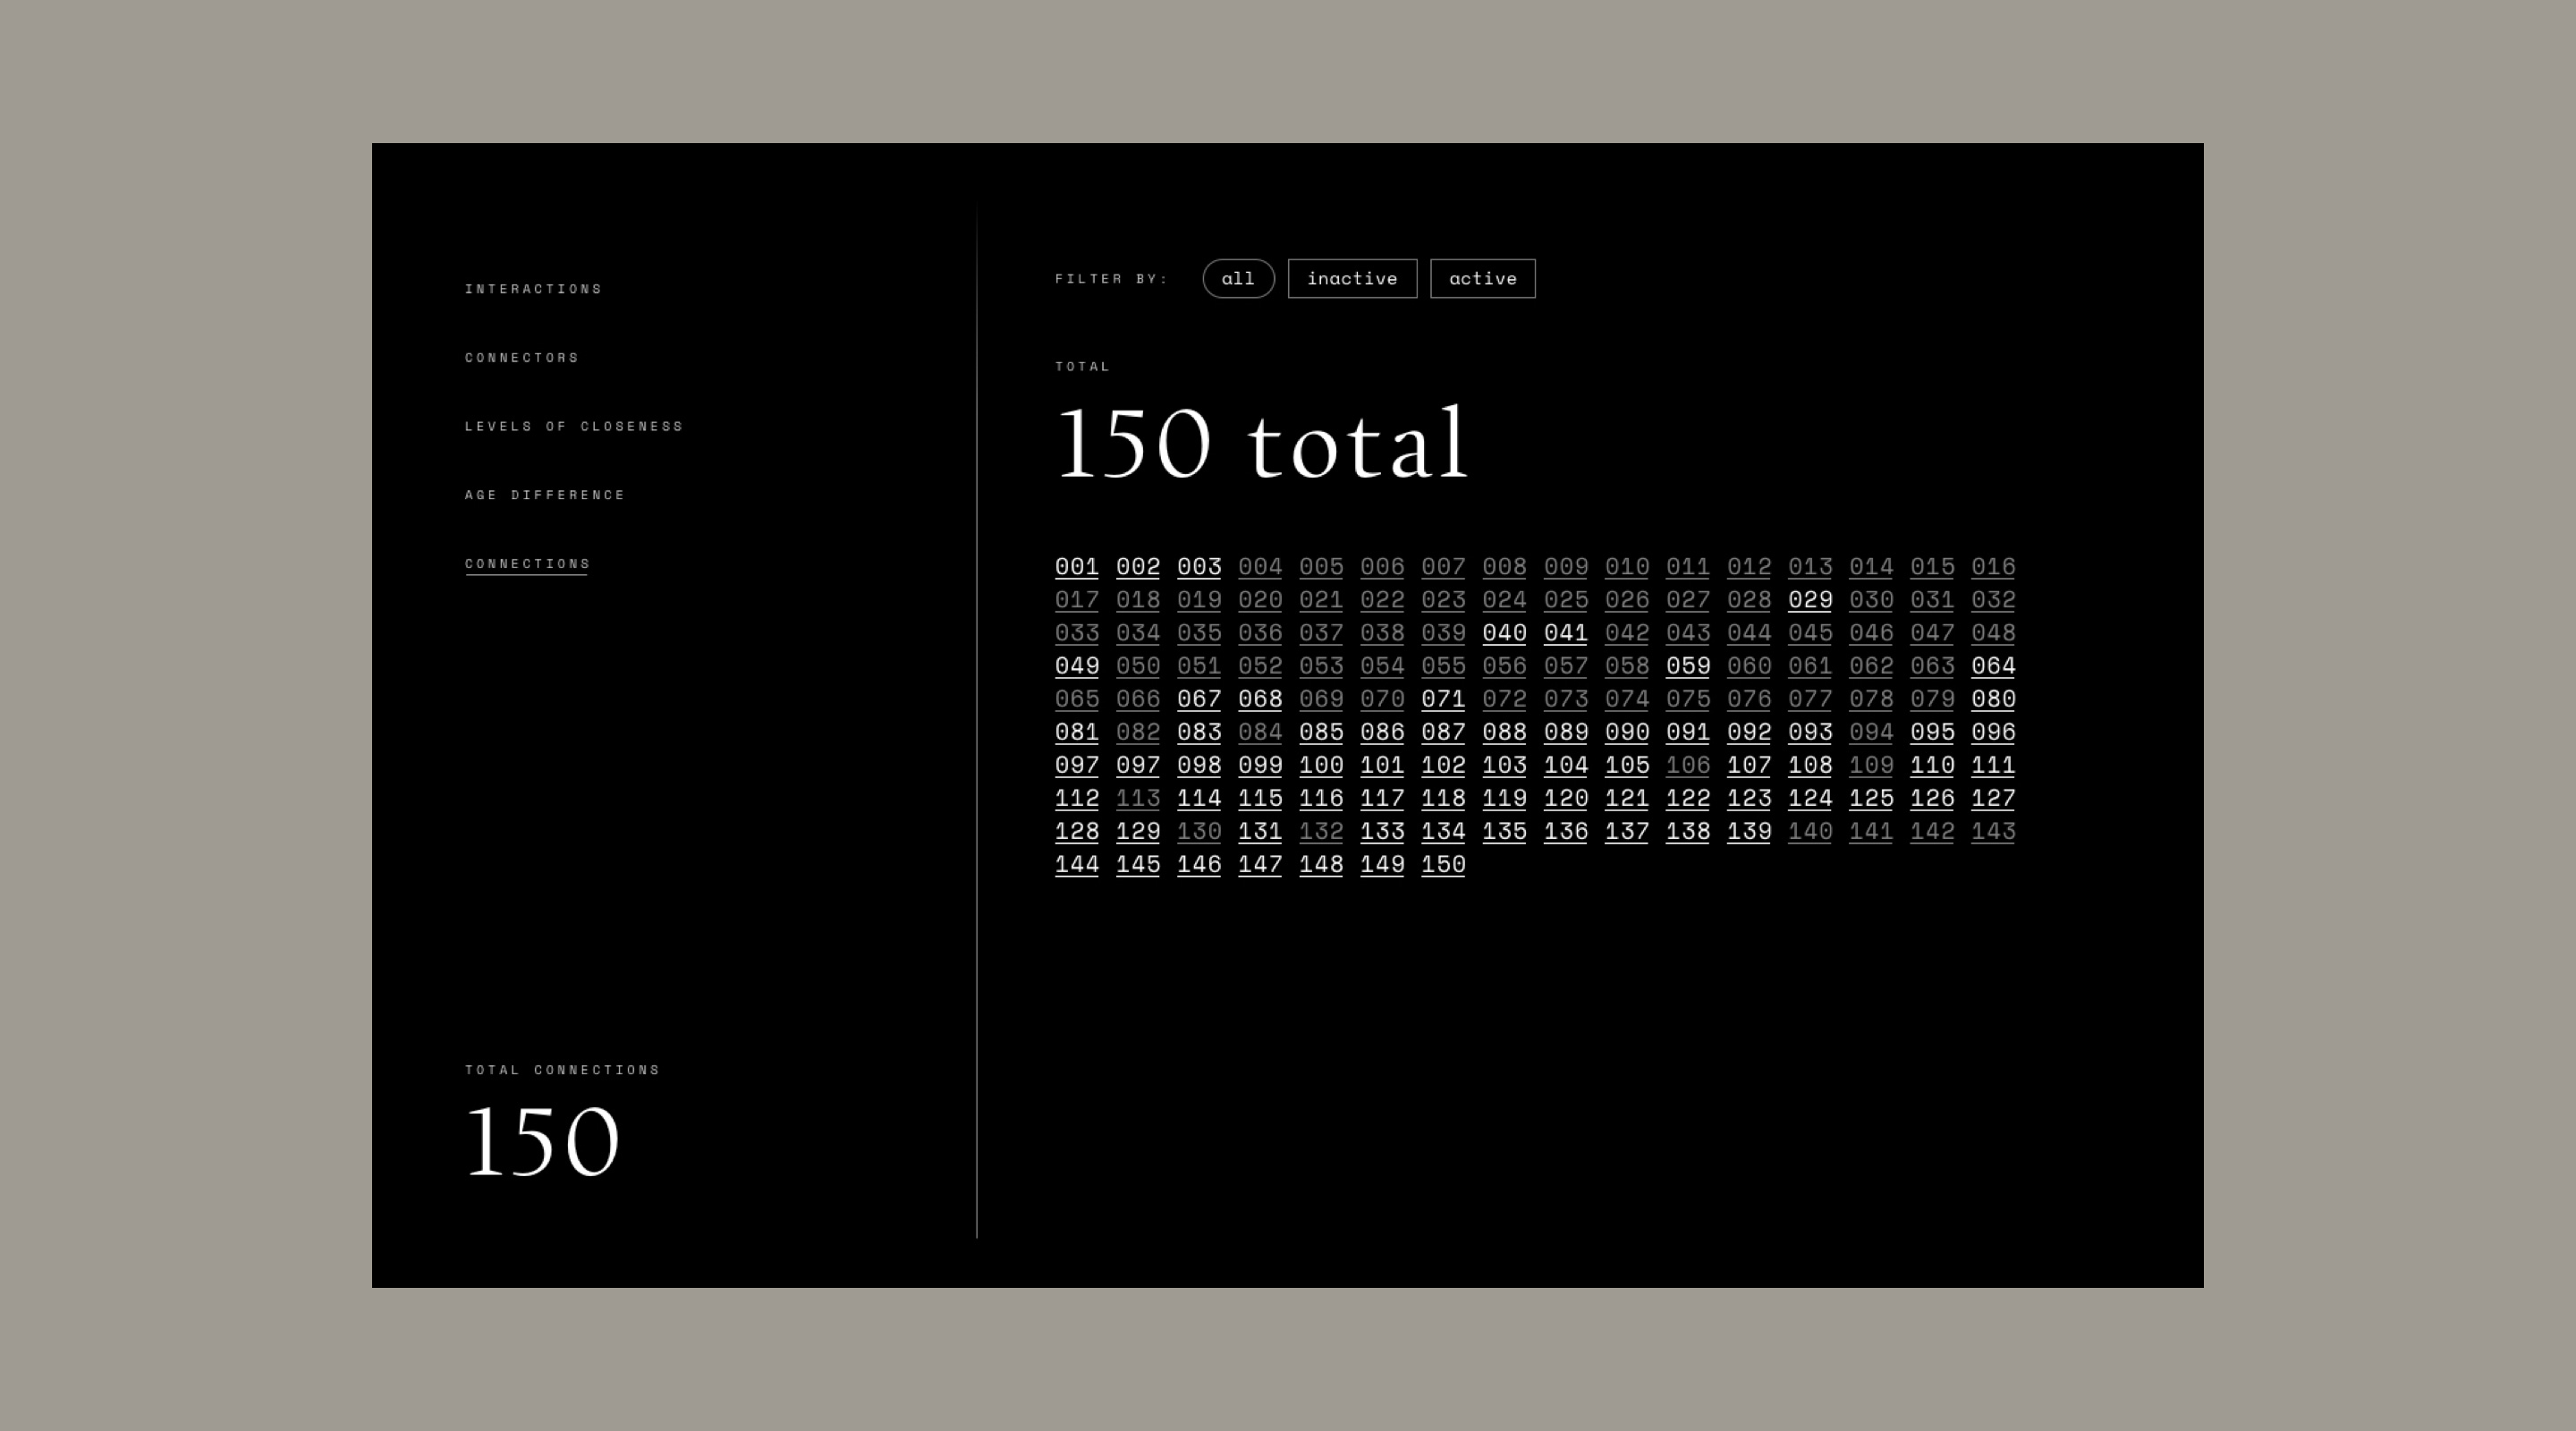 INTERACTIONS
CONNECTORS
LEVELS OF CLOSENESS
AGE DIFFERENCE
CONNECTIONS
TOTAL CONNECTIONS
150
FILTER BY: all inactive active
TOTAL
150 total
001 002 003 004 005 006 007 008 009 010 011 012 013 014 015 016
017 018 019 020 021 022 023 024 025 026 027 028 029 030 031 032
033 034 035 036 037 038 039 040 041 042 043 044 045 046 047 048
049 050 051 052 053 054 055 056 057 058 059 060 061 062 063 064
065 066 067 068 069 070 071 072 073 074 075 076 077 078 079 080
081 082 083 084 085 086 087 088 089 090 091 092 093 094 095 096
097 097 098 099 100 101 102 103 104 105 106 107 108 109 110 111
112 113 114 115 116 117 118 119 120 121 122 123 124 125 126 127
128 129 130 131 132 133 134 135 136 137 138 139 140 141 142 143
144 145 146 147 148 149 150